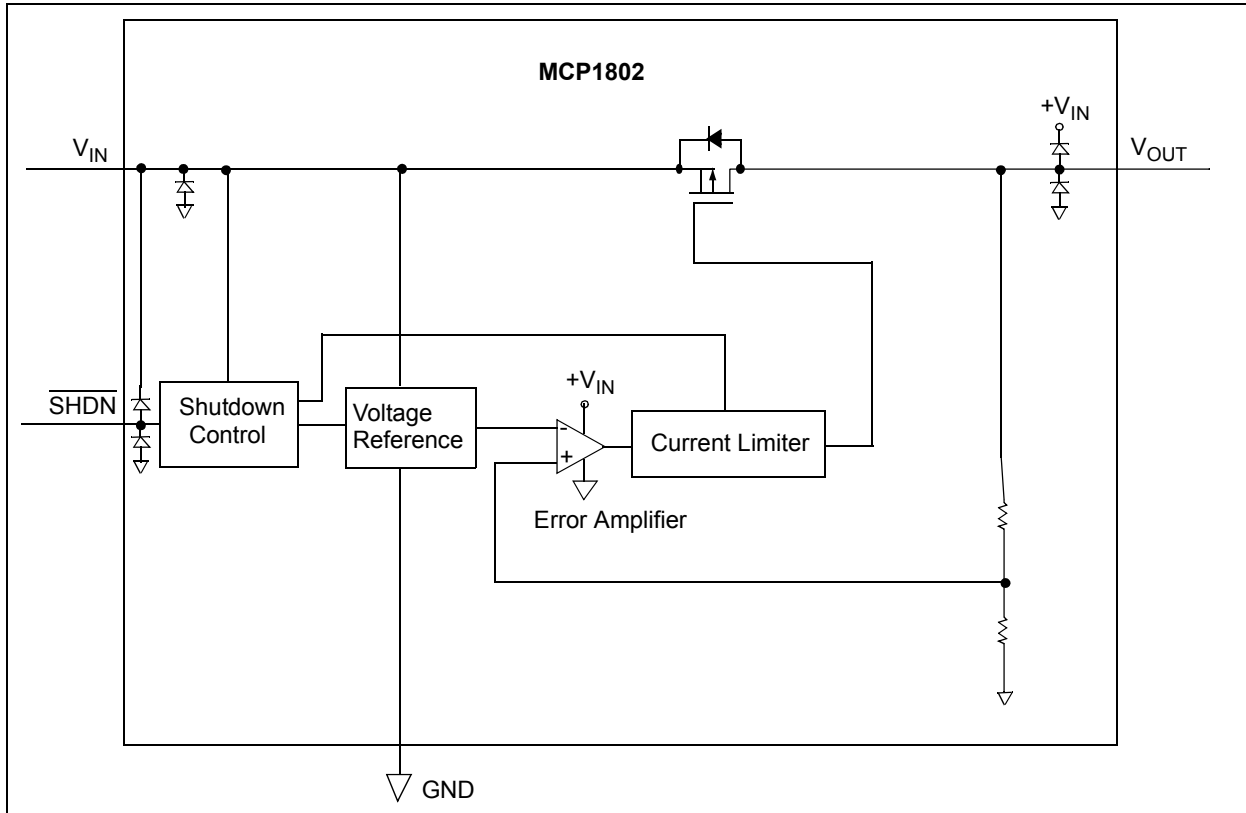 MCP1802
+VIN
VIN
VOUT
SHDN
Shutdown
Control
Voltage
Reference
+VIN
-
+
Current Limiter
Error Amplifier
GND